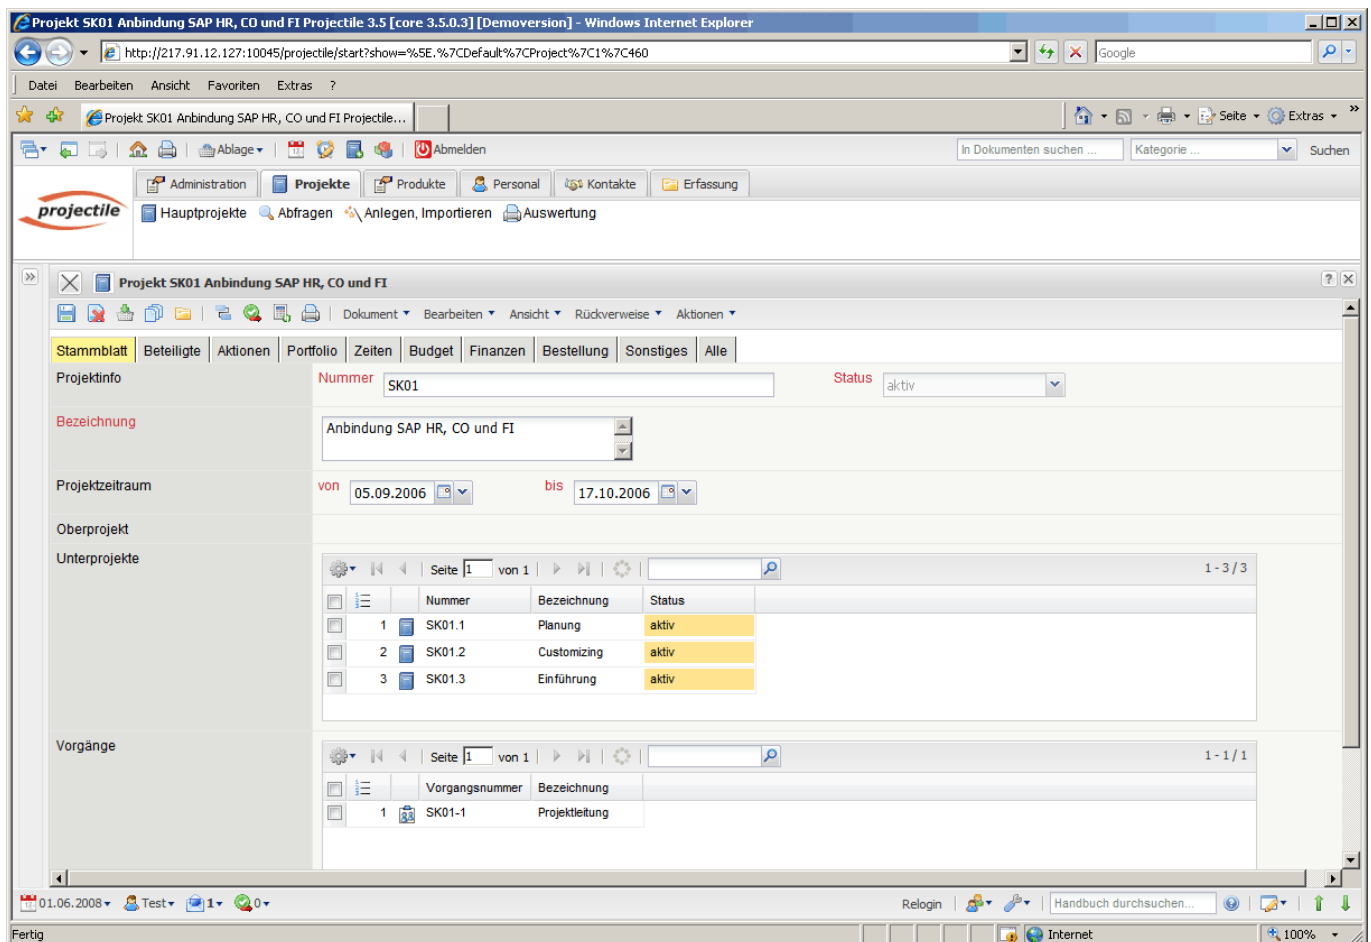 Projekt SK01 Anbindung SAP HR, CO und FI Projectile 3.5 [core 3.5.0.3] [Demoversion] - Windows Internet Explorer
http://217.91.12.127:10045/projectile/start?show=%5E.%7CDefault%7CProject%7C1%7C460
Google
Datei Bearbeiten Ansicht Favoriten Extras ?
Projekt SK01 Anbindung SAP HR, CO und FI Projectile...
Seite Extras »
Ablage Abmelden In Dokumenten suchen ... Kategorie ... Suchen
projectile
Administration Projekte Produkte Personal Kontakte Erfassung
Hauptprojekte Abfragen Anlegen, Importieren Auswertung
Projekt SK01 Anbindung SAP HR, CO und FI
Dokument Bearbeiten Ansicht Rückverweise Aktionen
Stammblatt Beteiligte Aktionen Portfolio Zeiten Budget Finanzen Bestellung Sonstiges Alle
Projektinfo Nummer SK01 Status aktiv
Bezeichnung Anbindung SAP HR, CO und FI
Projektzeitraum von 05.09.2006 bis 17.10.2006
Oberprojekt
Unterprojekte
Seite 1 von 1 1 - 3 / 3
Nummer Bezeichnung Status
1 SK01.1 Planung aktiv
2 SK01.2 Customizing aktiv
3 SK01.3 Einführung aktiv
Vorgänge
Seite 1 von 1 1 - 1 / 1
Vorgangsnummer Bezeichnung
1 SK01-1 Projektleitung
01.06.2008 Test 1 0 Relogin Handbuch durchsuchen...
Fertig Internet 100%